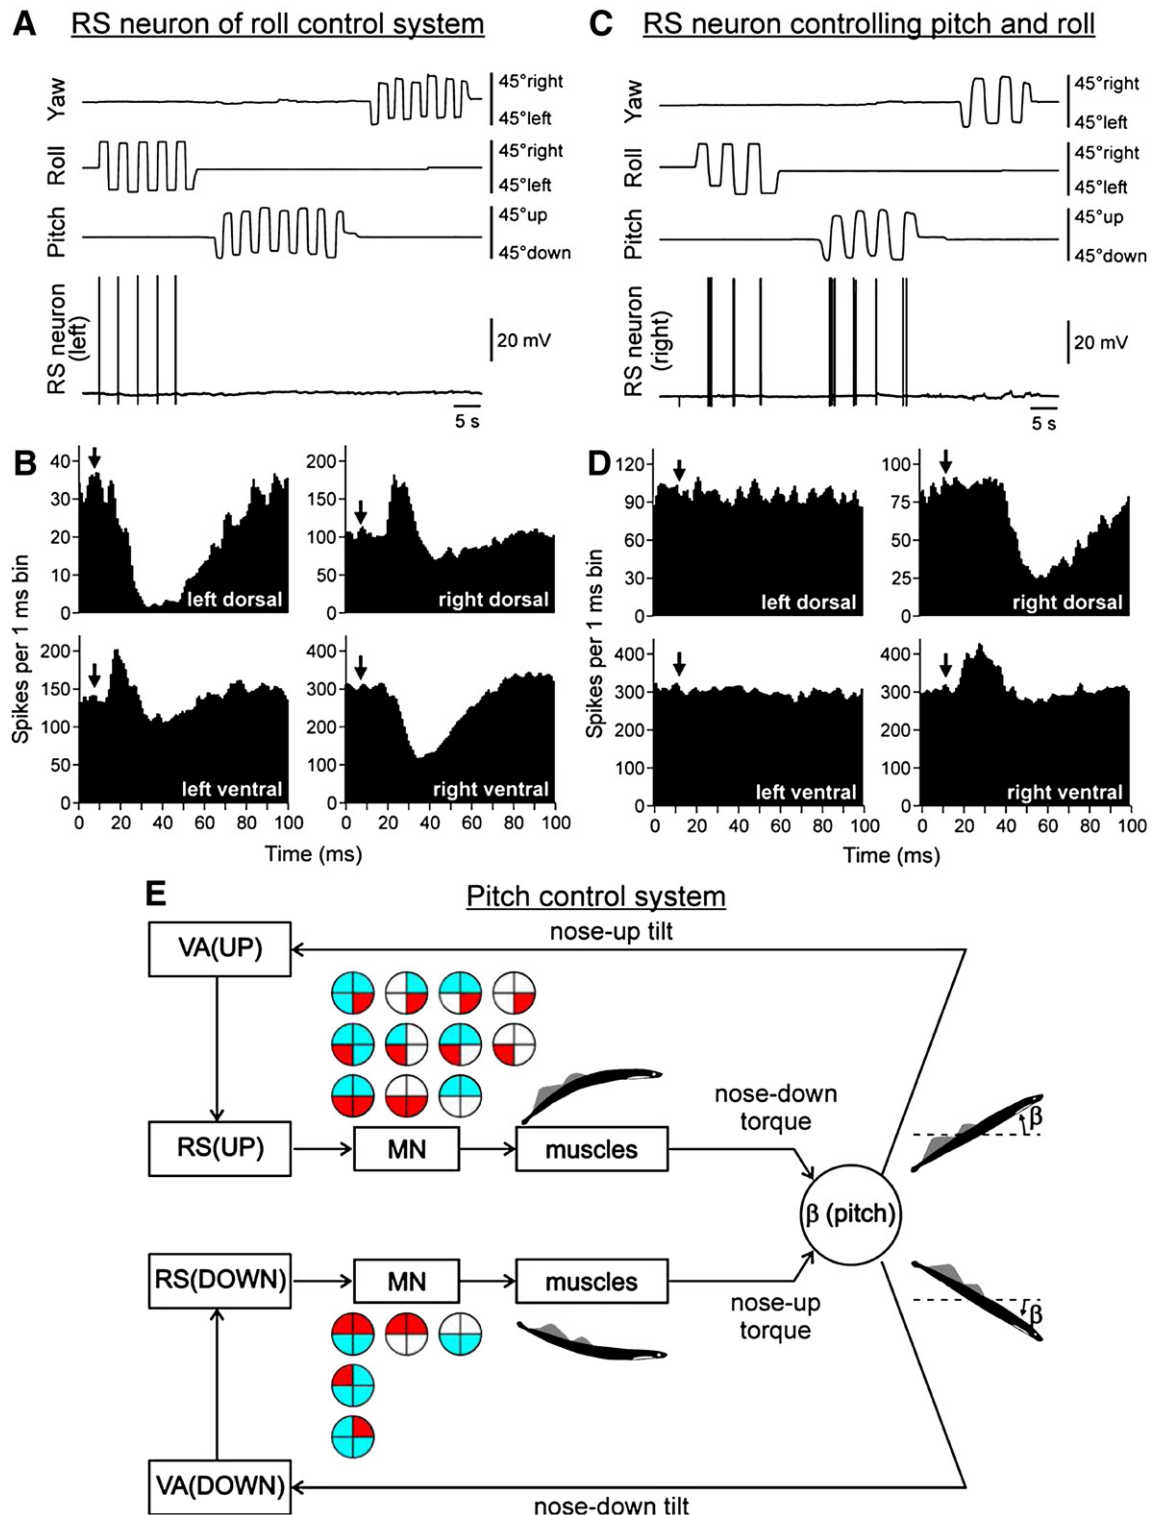 A RS neuron of roll control system
Yaw
45°right
45°left
Roll
45°right
45°left
Pitch
45°up
45°down
RS neuron
(left)
20 mV
5 s
C RS neuron controlling pitch and roll
Yaw
45°right
45°left
Roll
45°right
45°left
Pitch
45°up
45°down
RS neuron
(right)
20 mV
5 s
B
Spikes per 1 ms bin
40
30
20
10
0
left dorsal
200
150
100
50
0
right dorsal
200
150
100
50
0
left ventral
400
300
200
100
0
right ventral
0 20 40 60 80 100
0 20 40 60 80 100
Time (ms)
D
Spikes per 1 ms bin
120
90
60
30
0
left dorsal
100
75
50
25
0
right dorsal
400
300
200
100
0
left ventral
400
300
200
100
0
right ventral
0 20 40 60 80 100
0 20 40 60 80 100
Time (ms)
E Pitch control system
nose-up tilt
VA(UP)
RS(UP)
MN
muscles
nose-down
torque
β
β (pitch)
RS(DOWN)
MN
muscles
nose-up
torque
β
VA(DOWN)
nose-down tilt